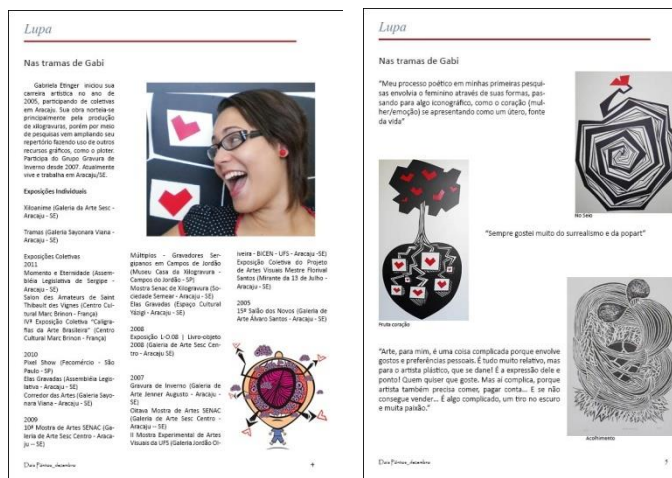 Lupa
Nas tramas de Gabi
Gabriela Etinger iniciou sua
carreira artística no ano de
2005, participando de coletivas
em Aracaju. Sua obra norteia-se
principalmente pela produção
de xilogravuras, porém por meio
de pesquisas vem ampliando seu
repertório fazendo uso de outros
recursos gráficos, como o ploter.
Participa do Grupo Gravura de
Inverno desde 2007. Atualmente
vive e trabalha em Aracaju/SE.
Exposições Individuais
Xiloanime (Galeria da Arte Sesc -
Aracaju - SE)
Tramas (Galeria Sayonara Viana -
Aracaju - SE)
Exposições Coletivas
2011
Momento e Eternidade (Assem-
bléia Legislativa de Sergipe -
Aracaju - SE)
Salon des Amateurs de Saint
Thibault des Vignes (Centro Cul-
tural Marc Brinon - França)
IVª Exposição Coletiva "Caligra-
fias da Arte Brasileira" (Centro
Cultural Marc Brinon - França)
2010
Pixel Show (Fecomércio - São
Paulo - SP)
Elas Gravadas (Assembléia Legis-
lativa - Aracaju - SE)
Corredor das Artes (Galeria Sayo-
nara Viana - Aracaju - SE)
2009
10ª Mostra de Artes SENAC (Ga-
leria de Arte Sesc Centro - Araca-
ju -- SE)
Múltiplos - Gravadores Ser-
gipanos em Campos de Jordão
(Museu Casa da Xilogravura -
Campos do Jordão - SP)
Mostra Senac de Xilogravura (So-
ciedade Semear - Aracaju - SE)
Elas Gravadas (Espaço Cultural
Yázigi - Aracaju - SE)
2008
Exposição L-O.08 | Livro-objeto
2008 (Galeria de Arte Sesc Cen-
tro - Aracaju - SE)
2007
Gravura de Inverno (Galeria de
Arte Jenner Augusto - Aracaju -
SE)
Oitava Mostra de Artes SENAC
(Galeria de Arte Sesc Centro -
Aracaju -- SE)
II Mostra Experimental de Artes
Visuais da UFS (Galeria Jordão Ol-
iveira - BICEN - UFS - Aracaju -SE)
Exposição Coletiva do Projeto
de Artes Visuais Mestre Florival
Santos (Mirante da 13 de Julho -
Aracaju - SE)
2005
15º Salão dos Novos (Galeria de
Arte Álvaro Santos - Aracaju - SE)
4
Lupa
Nas tramas de Gabi
"Meu processo poético em minhas primeiras pesqui-
sas envolvia o feminino através de suas formas, pas-
sando para algo iconográfico, como o coração (mul-
her/emoção) se apresentando como um útero, fonte
da vida"
No Seio
"Sempre gostei muito do surrealismo e da popart"
Fruta coração
"Arte, para mim, é uma coisa complicada porque envolve
gostos e preferências pessoais. É tudo muito relativo, mas
para o artista plástico, que se dane! É a expressão dele e
ponto! Quem quiser que goste. Mas aí complica, porque
artista também precisa comer, pagar conta... E se não
consegue vender... É algo complicado, um tiro no escuro
e muita paixão."
Acolhimento
5